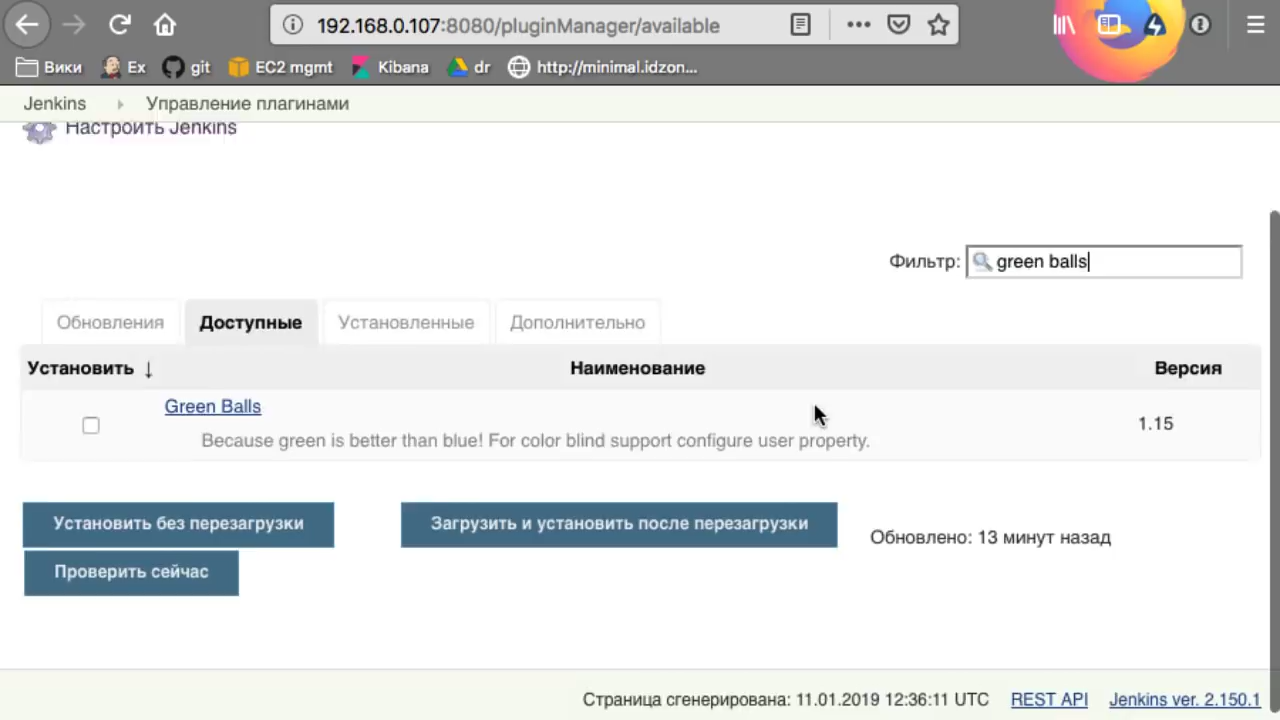 192.168.0.107:8080/pluginManager/available
Вики Ex git EC2 mgmt Kibana dr http://minimal.idzon...
Jenkins Управление плагинами
Настроить Jenkins
Фильтр: green balls
Обновления Доступные Установленные Дополнительно
Установить ↓ Наименование Версия
Green Balls
Because green is better than blue! For color blind support configure user property.
1.15
Установить без перезагрузки Загрузить и установить после перезагрузки
Обновлено: 13 минут назад
Проверить сейчас
Страница сгенерирована: 11.01.2019 12:36:11 UTC REST API Jenkins ver. 2.150.1